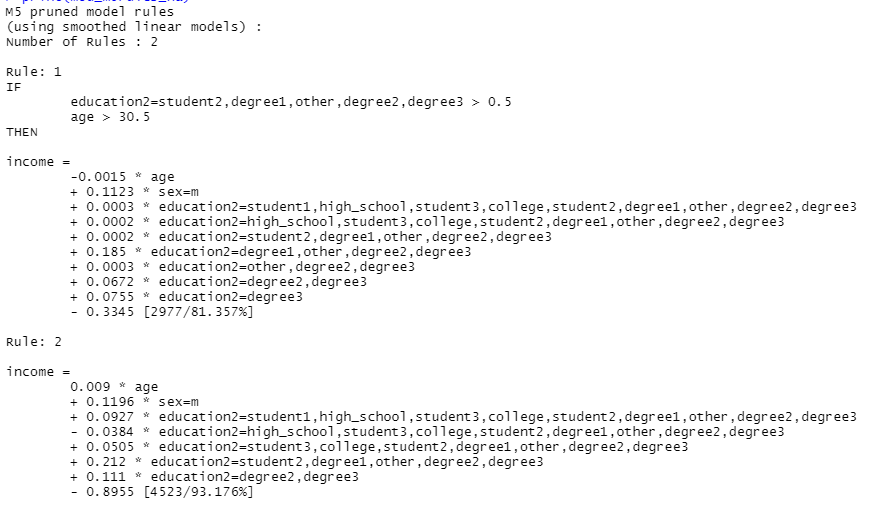 M5 pruned model rules
(using smoothed linear models) :
Number of Rules : 2
Rule: 1
IF
education2=student2,degree1,other,degree2,degree3 > 0.5
age > 30.5
THEN
income =
-0.0015 * age
+ 0.1123 * sex=m
+ 0.0003 * education2=student1,high_school,student3,college,student2,degree1,other,degree2,degree3
+ 0.0002 * education2=high_school,student3,college,student2,degree1,other,degree2,degree3
+ 0.0002 * education2=student2,degree1,other,degree2,degree3
+ 0.185 * education2=degree1,other,degree2,degree3
+ 0.0003 * education2=other,degree2,degree3
+ 0.0672 * education2=degree2,degree3
+ 0.0755 * education2=degree3
- 0.3345 [2977/81.357%]
Rule: 2
income =
0.009 * age
+ 0.1196 * sex=m
+ 0.0927 * education2=student1,high_school,student3,college,student2,degree1,other,degree2,degree3
- 0.0384 * education2=high_school,student3,college,student2,degree1,other,degree2,degree3
+ 0.0505 * education2=student3,college,student2,degree1,other,degree2,degree3
+ 0.212 * education2=student2,degree1,other,degree2,degree3
+ 0.111 * education2=degree2,degree3
- 0.8955 [4523/93.176%]